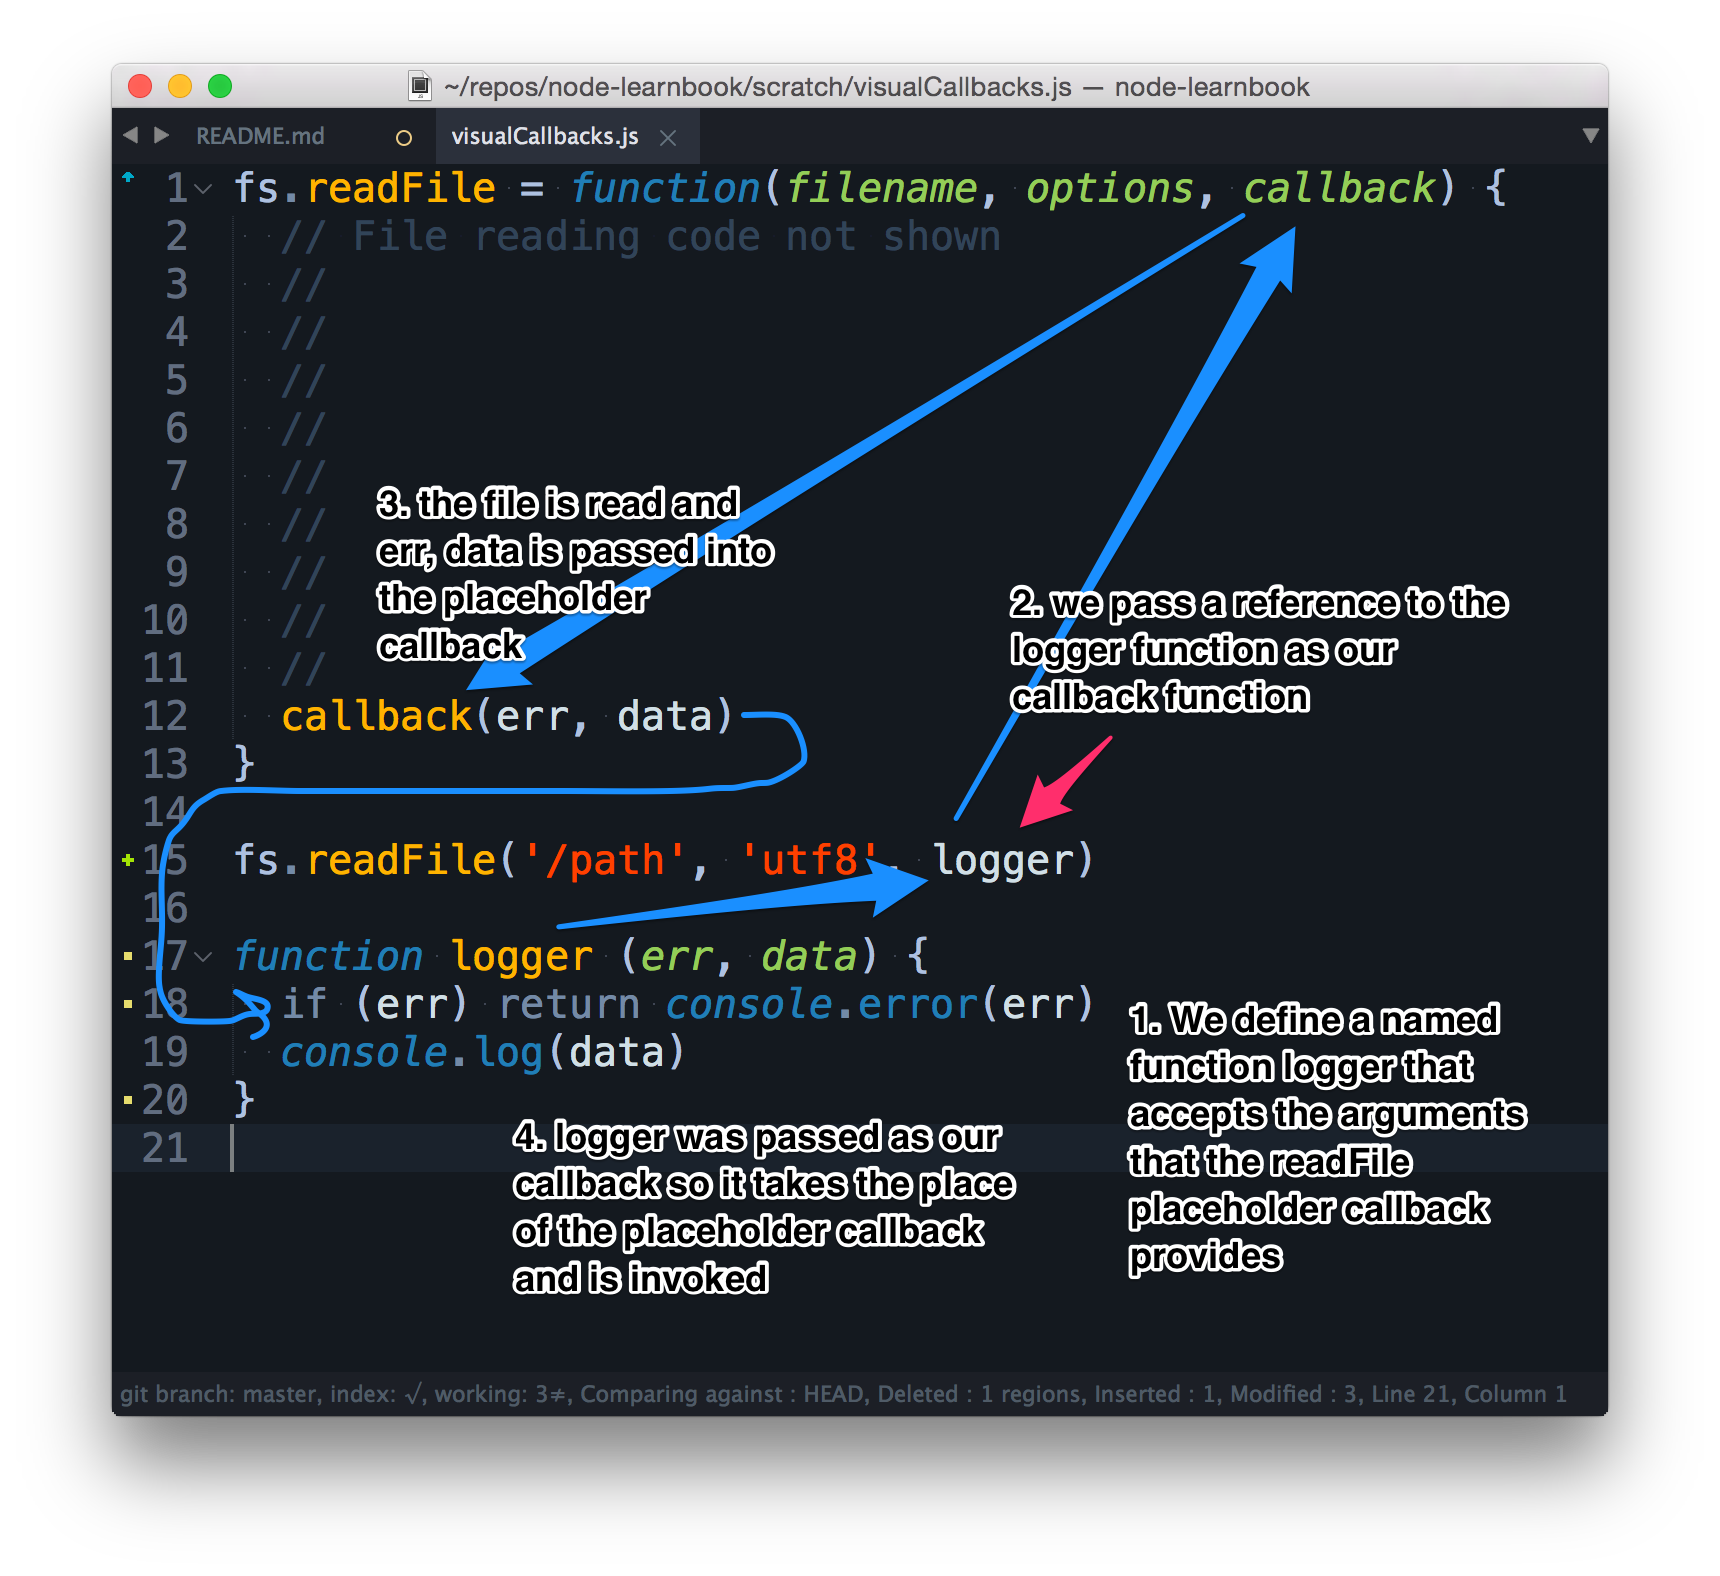 ~/repos/node-learnbook/scratch/visualCallbacks.js — node-learnbook
README.md
visualCallbacks.js
1 fs.readFile = function(filename, options, callback) {
2 // File reading code not shown
3 //
4 //
5 //
6 //
7 //
8 //
9 //
10 //
11 //
12 callback(err, data)
13 }
14
15 fs.readFile('/path', 'utf8', logger)
16
17 function logger (err, data) {
18 if (err) return console.error(err)
19 console.log(data)
20 }
21
3. the file is read and
err, data is passed into
the placeholder
callback
2. we pass a reference to the
logger function as our
callback function
1. We define a named
function logger that
accepts the arguments
that the readFile
placeholder callback
provides
4. logger was passed as our
callback so it takes the place
of the placeholder callback
and is invoked
git branch: master, index: √, working: 3≠, Comparing against : HEAD, Deleted : 1 regions, Inserted : 1, Modified : 3, Line 21, Column 1